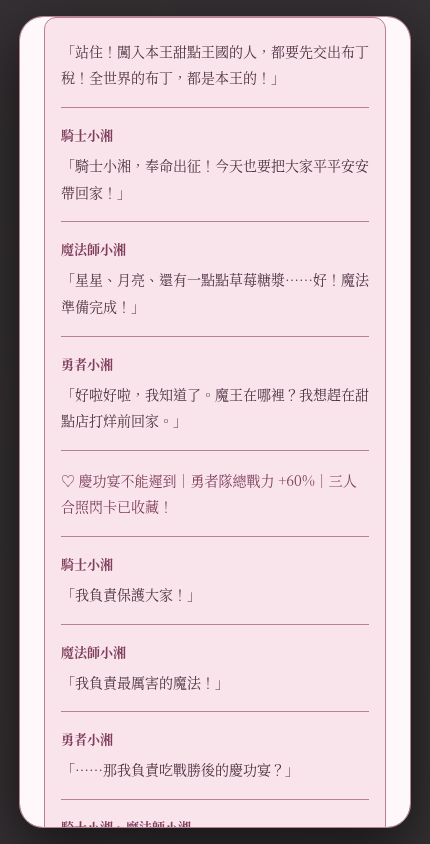 「站住！闖入本王甜點王國的人，都要先交出布丁
稅！全世界的布丁，都是本王的！」
騎士小湘
「騎士小湘，奉命出征！今天也要把大家平平安安
帶回家！」
魔法師小湘
「星星、月亮、還有一點點草莓糖漿⋯⋯好！魔法
準備完成！」
勇者小湘
「好啦好啦，我知道了。魔王在哪裡？我想趕在甜
點店打烊前回家。」
♡ 慶功宴不能遲到｜勇者隊總戰力 +60%｜三人
合照閃卡已收藏！
騎士小湘
「我負責保護大家！」
魔法師小湘
「我負責最厲害的魔法！」
勇者小湘
「⋯⋯那我負責吃戰勝後的慶功宴？」
騎士小湘、魔法師小湘